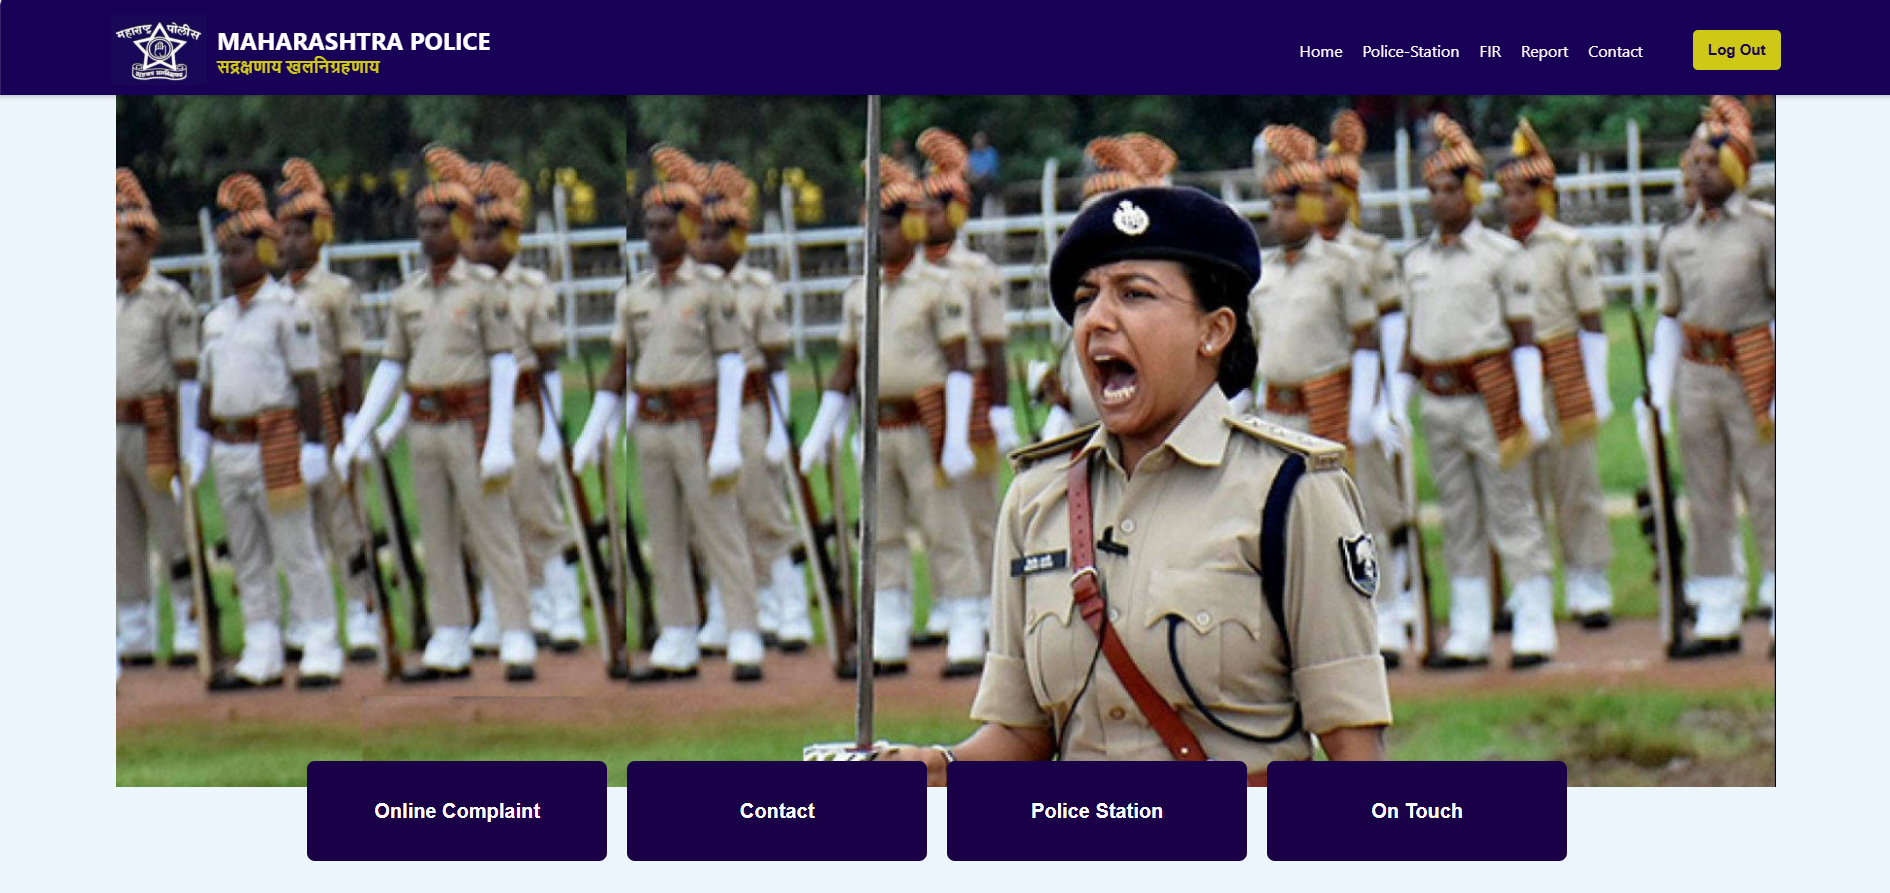 महाराष्ट्र पोलीस
MAHARASHTRA POLICE
सद्रक्षणाय खलनिग्रहणाय
Home Police-Station FIR Report Contact
Log Out
Online Complaint
Contact
Police Station
On Touch